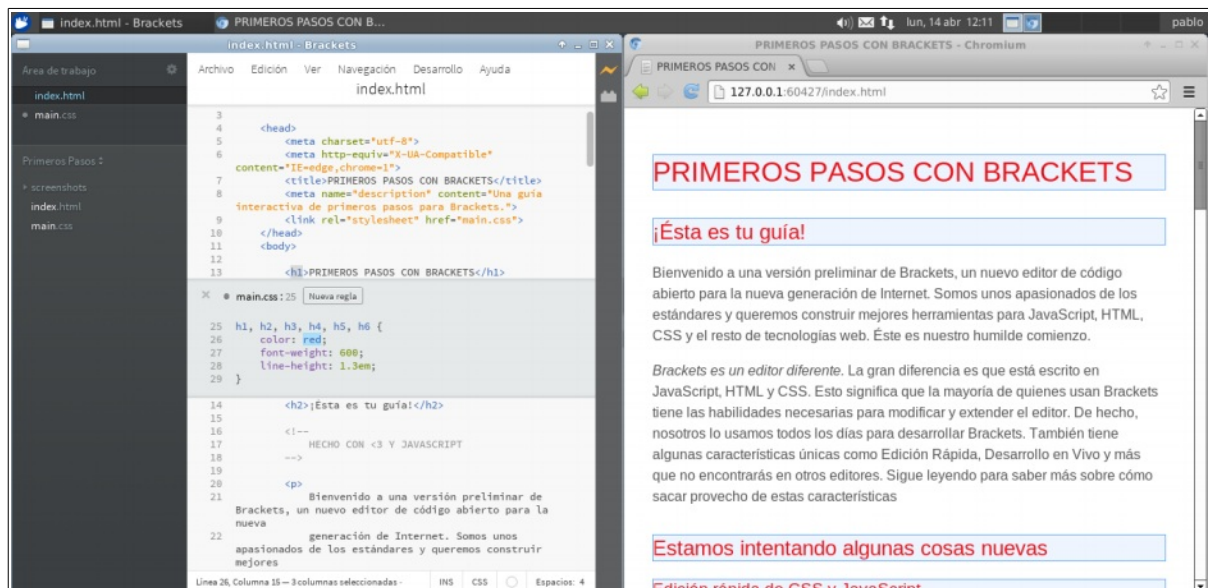 index.html - Brackets
PRIMEROS PASOS CON B...
lun, 14 abr 12:11
pablo
index.html - Brackets
Área de trabajo
index.html
main.css
Primeros Pasos
screenshots
index.html
main.css
Archivo Edición Ver Navegación Desarrollo Ayuda
index.html
3
4 <head>
5 <meta charset="utf-8">
6 <meta http-equiv="X-UA-Compatible"
content="IE=edge,chrome=1">
7 <title>PRIMEROS PASOS CON BRACKETS</title>
8 <meta name="description" content="Una guía
interactiva de primeros pasos para Brackets.">
9 <link rel="stylesheet" href="main.css">
10 </head>
11 <body>
12
13 <h1>PRIMEROS PASOS CON BRACKETS</h1>
main.css : 25 Nueva regla
25 h1, h2, h3, h4, h5, h6 {
26 color: red;
27 font-weight: 600;
28 line-height: 1.3em;
29 }
14 <h2>¡Ésta es tu guía!</h2>
15
16 <!--
17 HECHO CON <3 Y JAVASCRIPT
18 -->
19
20 <p>
21 Bienvenido a una versión preliminar de
Brackets, un nuevo editor de código abierto para la
nueva
22 generación de Internet. Somos unos
apasionados de los estándares y queremos construir
mejores
Línea 26, Columna 15 — 3 columnas seleccionadas - INS CSS Espacios: 4
PRIMEROS PASOS CON BRACKETS - Chromium
PRIMEROS PASOS CON
127.0.0.1:60427/index.html
PRIMEROS PASOS CON BRACKETS
¡Ésta es tu guía!
Bienvenido a una versión preliminar de Brackets, un nuevo editor de código
abierto para la nueva generación de Internet. Somos unos apasionados de los
estándares y queremos construir mejores herramientas para JavaScript, HTML,
CSS y el resto de tecnologías web. Éste es nuestro humilde comienzo.
Brackets es un editor diferente. La gran diferencia es que está escrito en
JavaScript, HTML y CSS. Esto significa que la mayoría de quienes usan Brackets
tiene las habilidades necesarias para modificar y extender el editor. De hecho,
nosotros lo usamos todos los días para desarrollar Brackets. También tiene
algunas características únicas como Edición Rápida, Desarrollo en Vivo y más
que no encontrarás en otros editores. Sigue leyendo para saber más sobre cómo
sacar provecho de estas características
Estamos intentando algunas cosas nuevas
Edición rápida de CSS y JavaScript